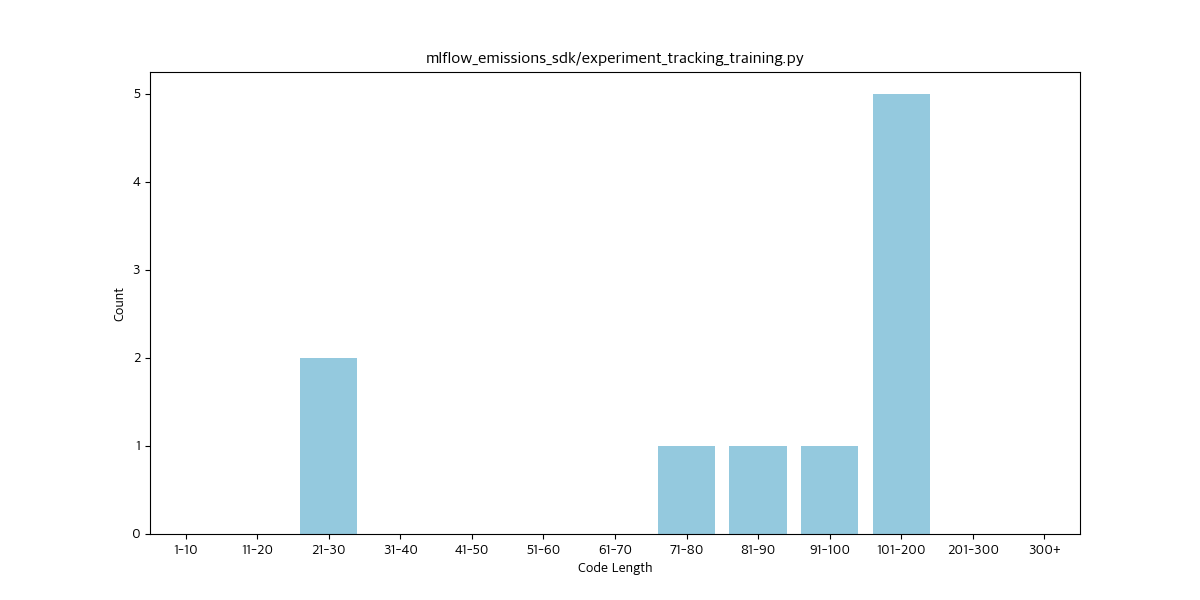 mlflow_emissions_sdk/experiment_tracking_training.py
5
4
3
2
1
0
Count
1-10 11-20 21-30 31-40 41-50 51-60 61-70 71-80 81-90 91-100 101-200 201-300 300+
Code Length